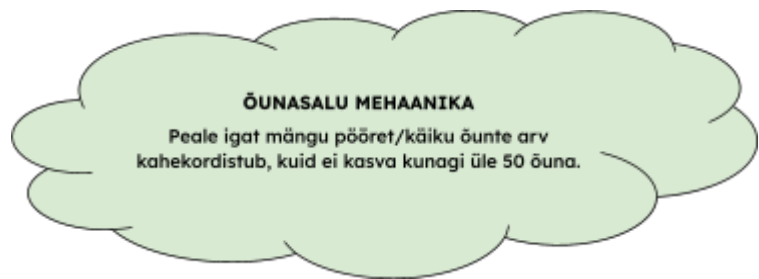 ÕUNASALU MEHAANIKA
Peale igat mängu pööret/käiku õunte arv
kahekordistub, kuid ei kasva kunagi üle 50 õuna.